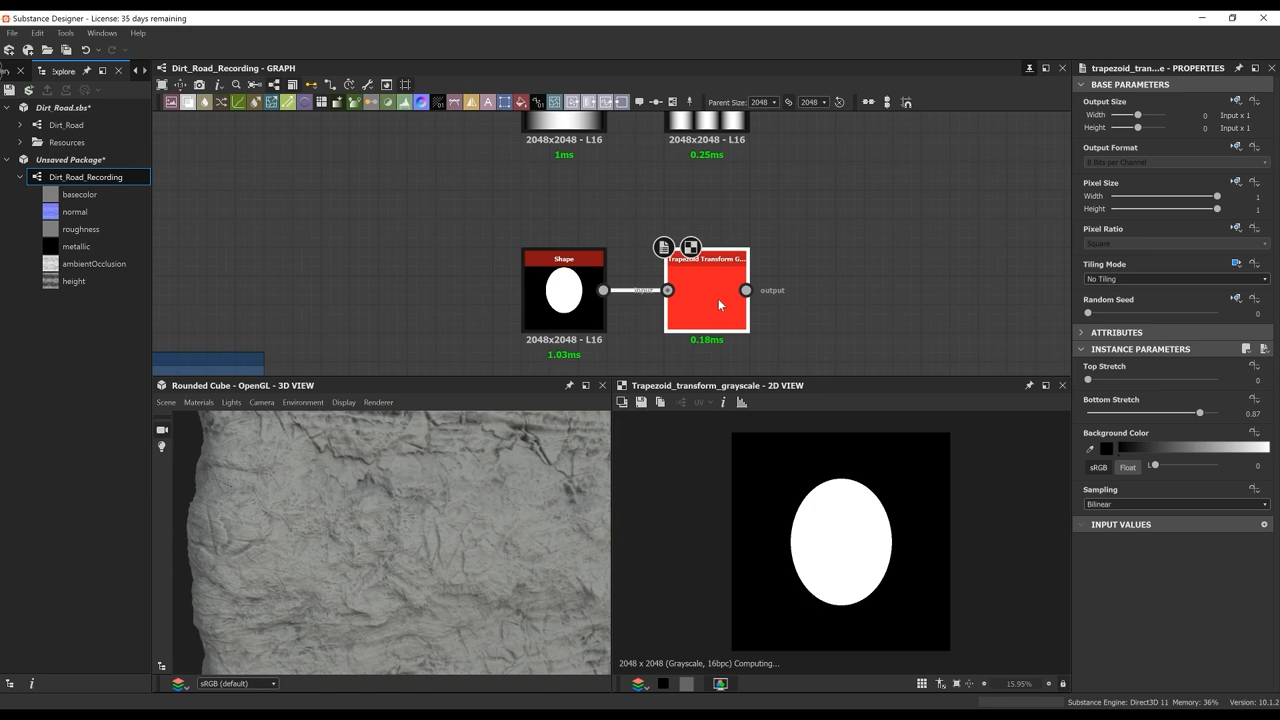 Substance Designer - License: 35 days remaining
File Edit Tools Windows Help
Explore
Dirt_Road.sbs*
Dirt_Road
Resources
Unsaved Package*
Dirt_Road_Recording
basecolor
normal
roughness
metallic
ambientOcclusion
height
Dirt_Road_Recording - GRAPH
Parent Size: 2048 2048
2048x2048 - L16
1ms
2048x2048 - L16
0.25ms
Shape
2048x2048 - L16
1.03ms
input
Trapezoid Transform G...
output
0.18ms
Rounded Cube - OpenGL - 3D VIEW
Scene Materials Lights Camera Environment Display Renderer
sRGB (default)
Trapezoid_transform_grayscale - 2D VIEW
UV
2048 x 2048 (Grayscale, 16bpc) Computing...
15.95%
trapezoid_tran...e - PROPERTIES
BASE PARAMETERS
Output Size
Width 0 Input x 1
Height 0 Input x 1
Output Format
8 Bits per Channel
Pixel Size
Width 1
Height 1
Pixel Ratio
Square
Tiling Mode
No Tiling
Random Seed
0
ATTRIBUTES
INSTANCE PARAMETERS
Top Stretch
0
Bottom Stretch
0.87
Background Color
sRGB Float L 0
Sampling
Bilinear
INPUT VALUES
Substance Engine: Direct3D 11 Memory: 36% Version: 10.1.2